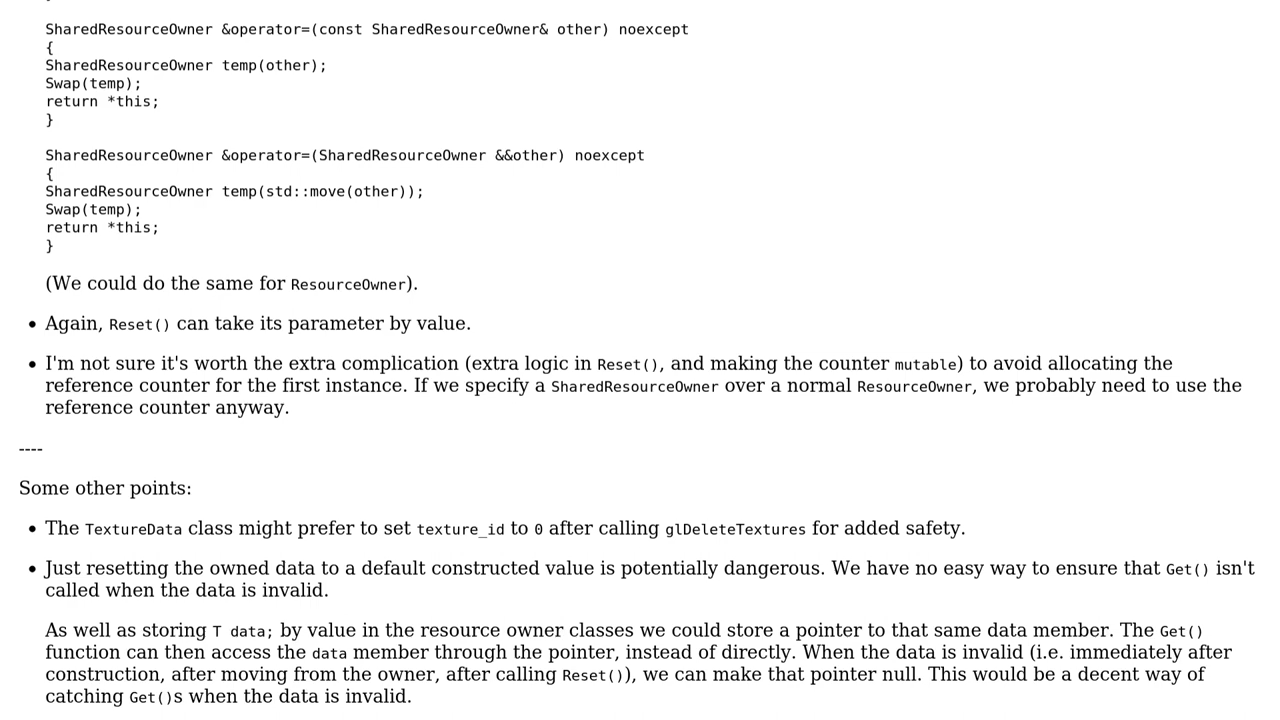 SharedResourceOwner &operator=(const SharedResourceOwner& other) noexcept
{
SharedResourceOwner temp(other);
Swap(temp);
return *this;
}
SharedResourceOwner &operator=(SharedResourceOwner &&other) noexcept
{
SharedResourceOwner temp(std::move(other));
Swap(temp);
return *this;
}
(We could do the same for ResourceOwner).
• Again, Reset() can take its parameter by value.
• I'm not sure it's worth the extra complication (extra logic in Reset(), and making the counter mutable) to avoid allocating the
reference counter for the first instance. If we specify a SharedResourceOwner over a normal ResourceOwner, we probably need to use the
reference counter anyway.
----
Some other points:
• The TextureData class might prefer to set texture_id to 0 after calling glDeleteTextures for added safety.
• Just resetting the owned data to a default constructed value is potentially dangerous. We have no easy way to ensure that Get() isn't
called when the data is invalid.
As well as storing T data; by value in the resource owner classes we could store a pointer to that same data member. The Get()
function can then access the data member through the pointer, instead of directly. When the data is invalid (i.e. immediately after
construction, after moving from the owner, after calling Reset()), we can make that pointer null. This would be a decent way of
catching Get()s when the data is invalid.